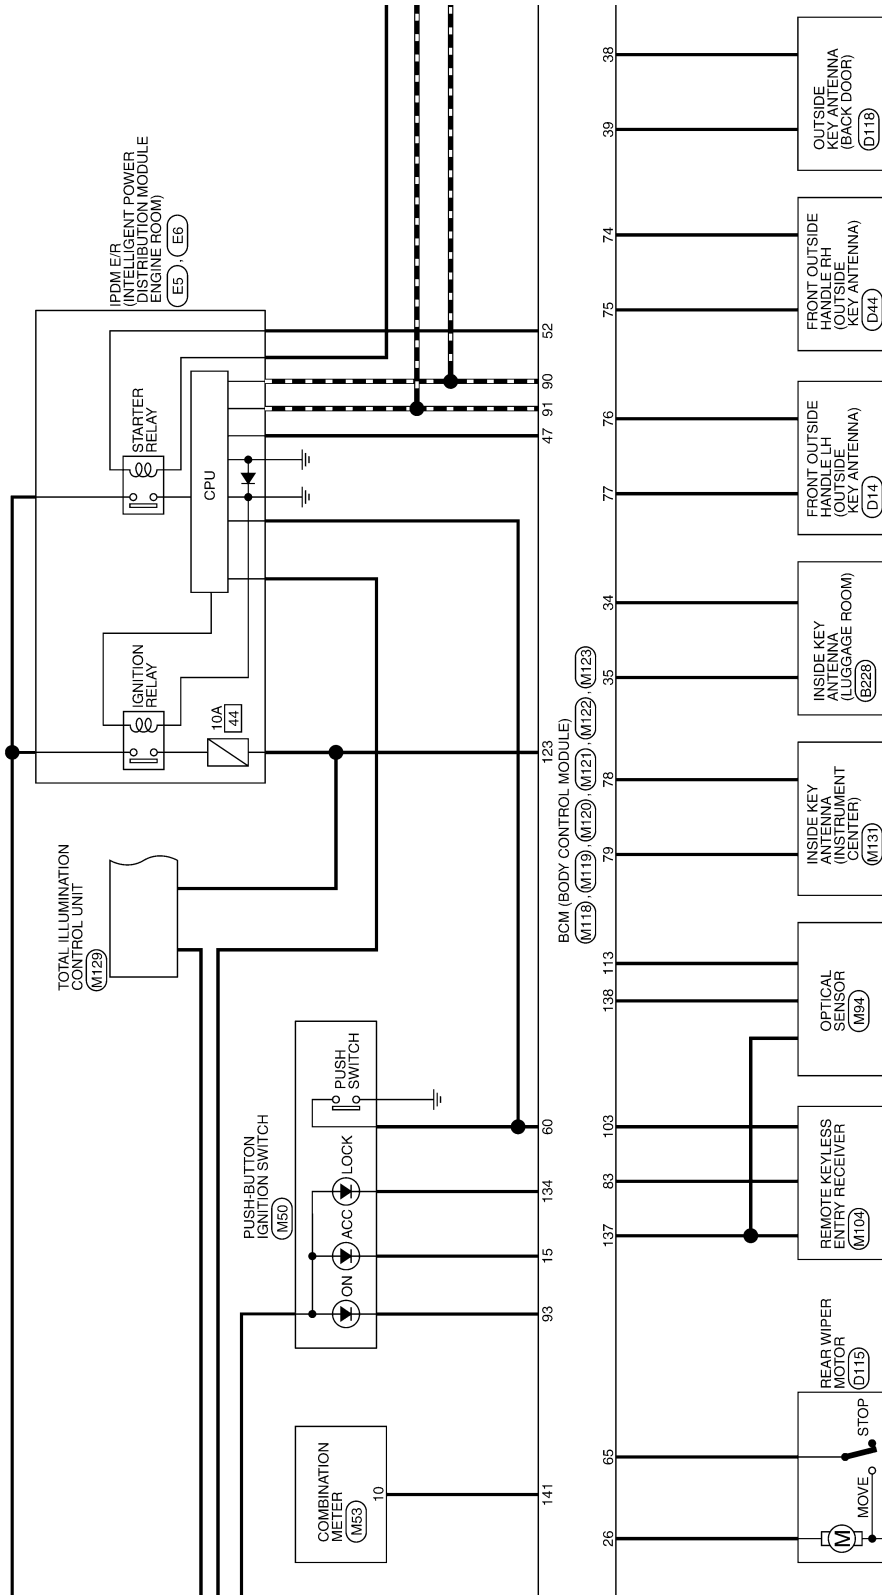 IPDM E/R
(INTELLIGENT POWER
DISTRIBUTION MODULE
ENGINE ROOM)
E5 , E6
STARTER
RELAY
CPU
IGNITION
RELAY
10A
44
TOTAL ILLUMINATION
CONTROL UNIT
M129
PUSH-BUTTON
IGNITION SWITCH
M50
PUSH
SWITCH
LOCK
ACC
ON
COMBINATION
METER
M53
10
52
90
91
47
123
60
134
15
93
141
BCM (BODY CONTROL MODULE)
M118 , M119 , M120 , M121 , M122 , M123
38
39
74
75
76
77
34
35
78
79
113
138
103
83
137
65
26
OUTSIDE
KEY ANTENNA
(BACK DOOR)
D118
FRONT OUTSIDE
HANDLE RH
(OUTSIDE
KEY ANTENNA)
D44
FRONT OUTSIDE
HANDLE LH
(OUTSIDE
KEY ANTENNA)
D14
INSIDE KEY
ANTENNA
(LUGGAGE ROOM)
B228
INSIDE KEY
ANTENNA
(INSTRUMENT
CENTER)
M131
OPTICAL
SENSOR
M94
REMOTE KEYLESS
ENTRY RECEIVER
M104
REAR WIPER
MOTOR
D115
STOP
MOVE
M